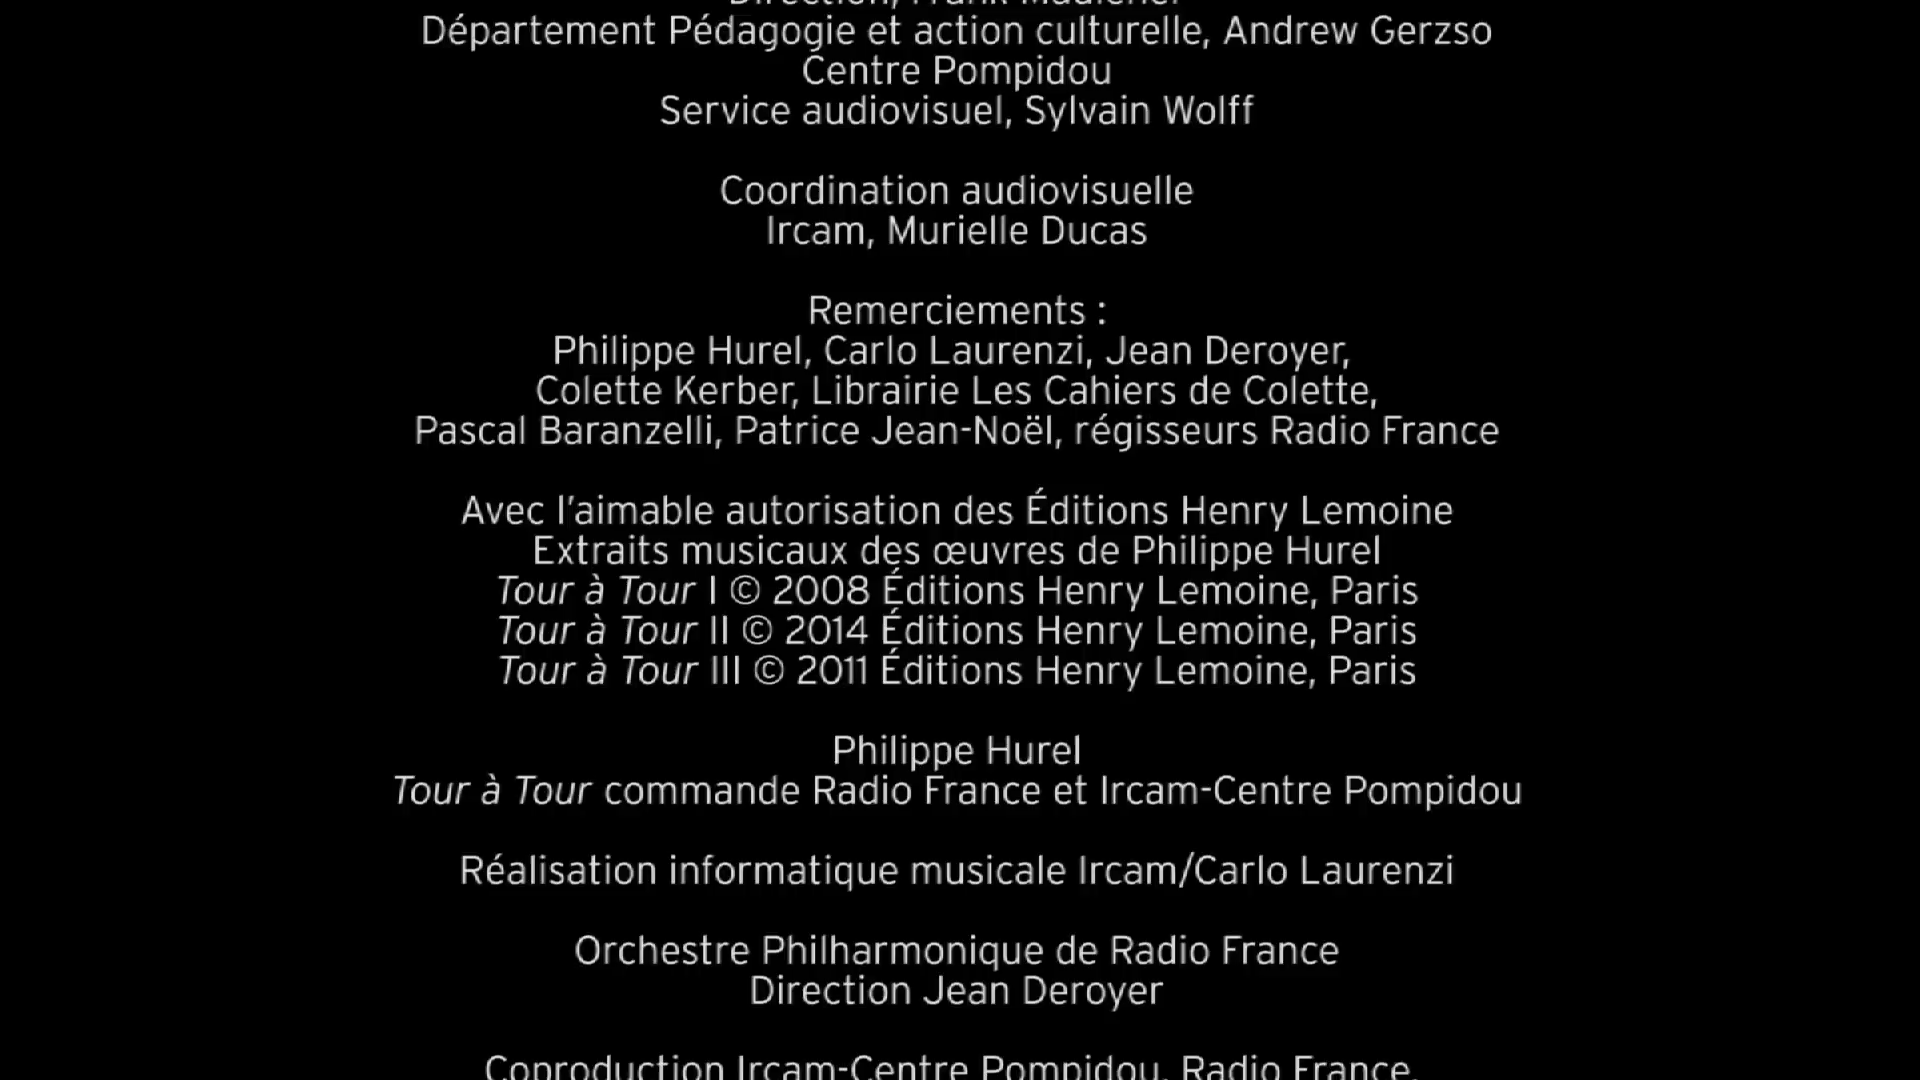 Département Pédagogie et action culturelle, Andrew Gerzso
Centre Pompidou
Service audiovisuel, Sylvain Wolff
Coordination audiovisuelle
Ircam, Murielle Ducas
Remerciements :
Philippe Hurel, Carlo Laurenzi, Jean Deroyer,
Colette Kerber, Librairie Les Cahiers de Colette,
Pascal Baranzelli, Patrice Jean-Noël, régisseurs Radio France
Avec l’aimable autorisation des Éditions Henry Lemoine
Extraits musicaux des œuvres de Philippe Hurel
Tour à Tour I © 2008 Éditions Henry Lemoine, Paris
Tour à Tour II © 2014 Éditions Henry Lemoine, Paris
Tour à Tour III © 2011 Éditions Henry Lemoine, Paris
Philippe Hurel
Tour à Tour commande Radio France et Ircam-Centre Pompidou
Réalisation informatique musicale Ircam/Carlo Laurenzi
Orchestre Philharmonique de Radio France
Direction Jean Deroyer
Coproduction Ircam-Centre Pompidou, Radio France,